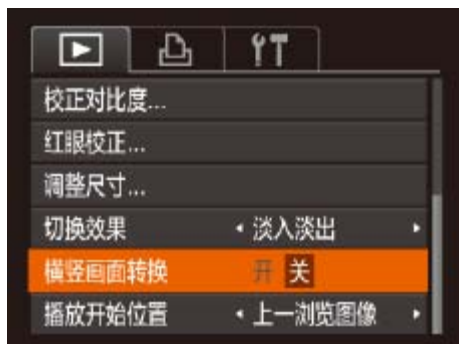 校正对比度...
红眼校正...
调整尺寸...
切换效果 淡入淡出
横竖画面转换 开 关
播放开始位置 上一浏览图像